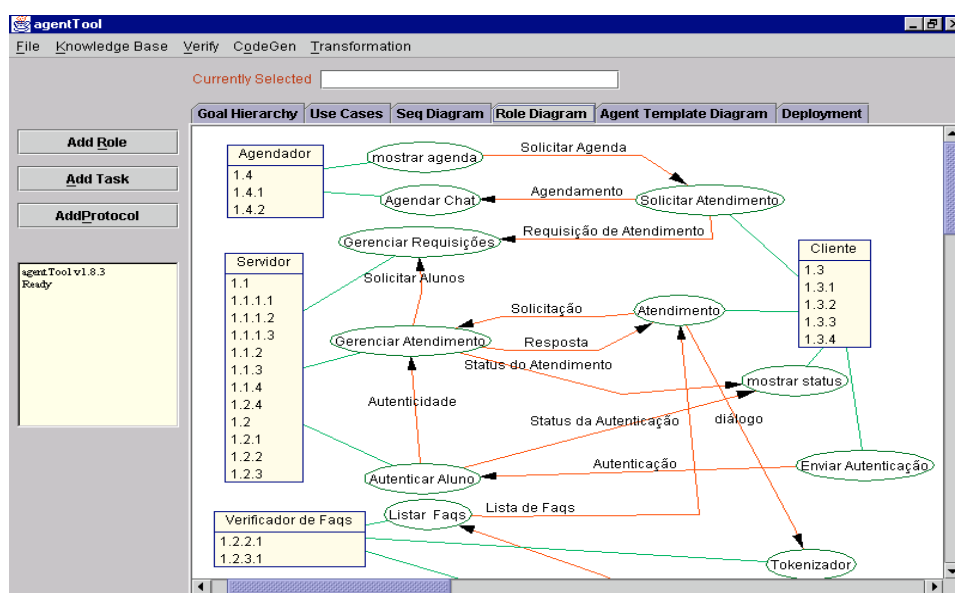 agentTool
File Knowledge Base Verify CodeGen Transformation
Currently Selected
Goal Hierarchy Use Cases Seq Diagram Role Diagram Agent Template Diagram Deployment
Add Role
Add Task
AddProtocol
agentTool v1.8.3
Ready
Agendador
1.4
1.4.1
1.4.2
mostrar agenda
Solicitar Agenda
Agendar Chat
Agendamento
Solicitar Atendimento
Gerenciar Requisições
Requisição de Atendimento
Servidor
1.1
1.1.1.1
1.1.1.2
1.1.1.3
1.1.2
1.1.3
1.1.4
1.2.4
1.2
1.2.1
1.2.2
1.2.3
Cliente
1.3
1.3.1
1.3.2
1.3.3
1.3.4
Solicitar Alunos
Solicitação
Atendimento
Gerenciar Atendimento
Resposta
Status do Atendimento
mostrar status
Autenticidade
Status da Autenticação
diálogo
Autenticação
Enviar Autenticação
Autenticar Aluno
Listar Faqs
Lista de Faqs
Verificador de Faqs
1.2.2.1
1.2.3.1
Tokenizador